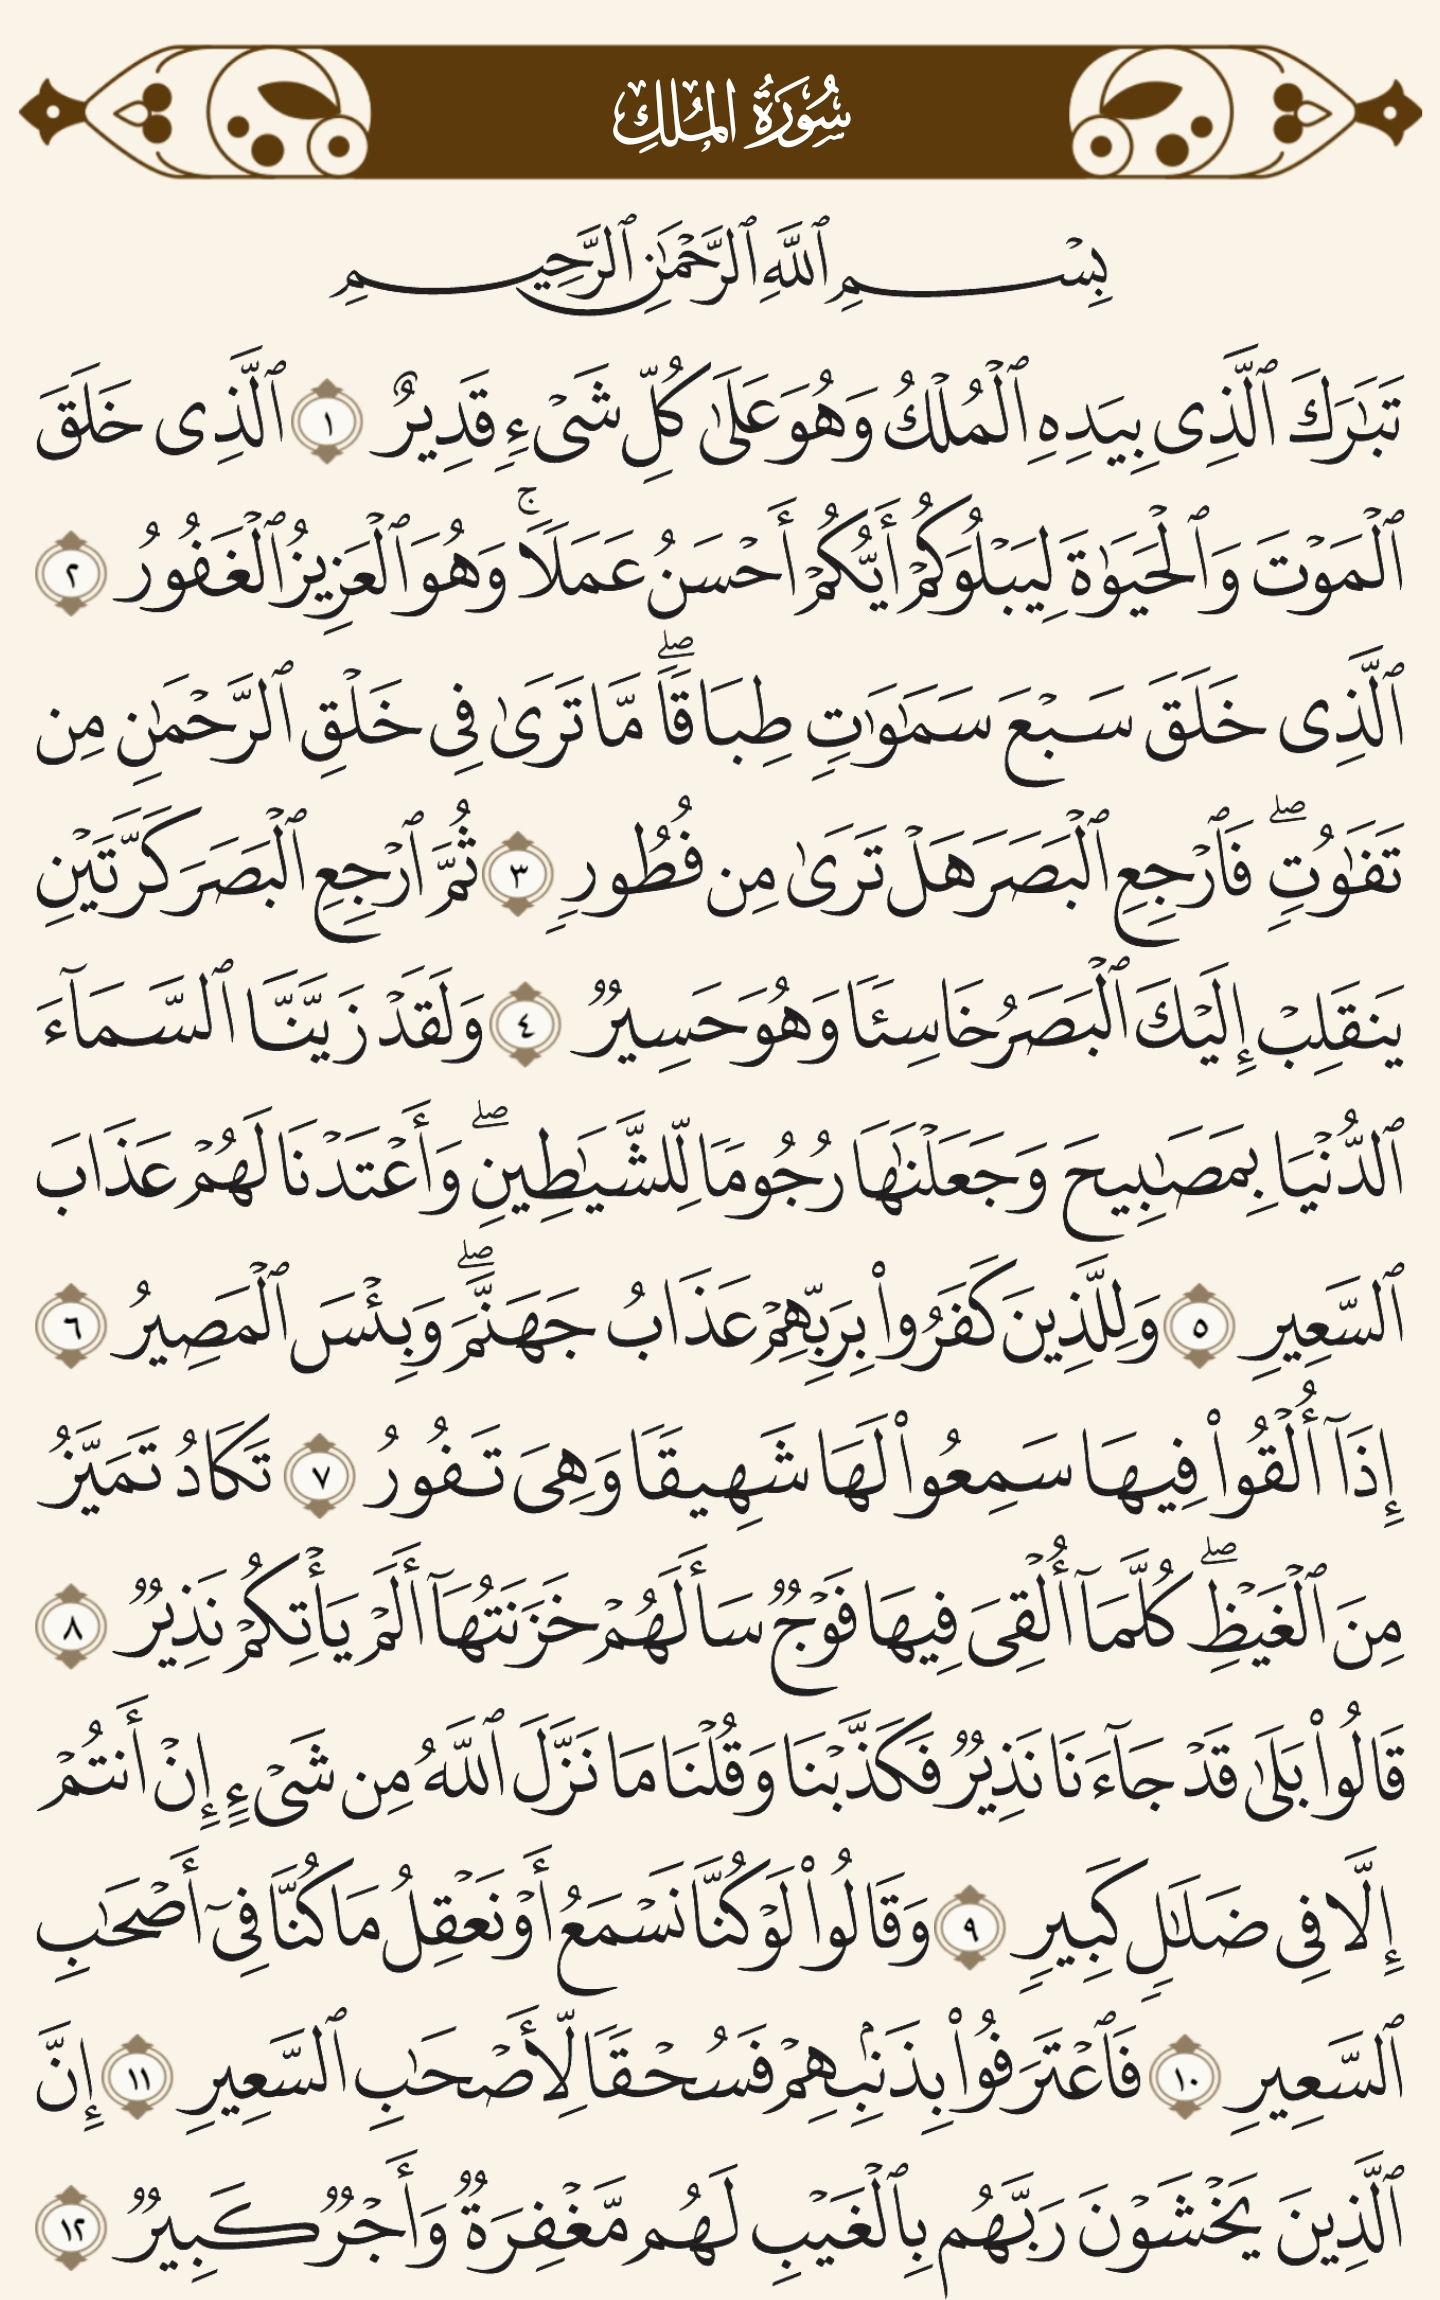 سُورَةُ المُلْكِ
بِسْمِ ٱللَّهِ ٱلرَّحْمَٰنِ ٱلرَّحِيمِ
تَبَٰرَكَ ٱلَّذِى بِيَدِهِ ٱلْمُلْكُ وَهُوَ عَلَىٰ كُلِّ شَىْءٍ قَدِيرٌ ١ ٱلَّذِى خَلَقَ
ٱلْمَوْتَ وَٱلْحَيَوٰةَ لِيَبْلُوَكُمْ أَيُّكُمْ أَحْسَنُ عَمَلًا ۚ وَهُوَ ٱلْعَزِيزُ ٱلْغَفُورُ ٢
ٱلَّذِى خَلَقَ سَبْعَ سَمَٰوَٰتٍ طِبَاقًا ۖ مَّا تَرَىٰ فِى خَلْقِ ٱلرَّحْمَٰنِ مِن
تَفَٰوُتٍ ۖ فَٱرْجِعِ ٱلْبَصَرَ هَلْ تَرَىٰ مِن فُطُورٍ ٣ ثُمَّ ٱرْجِعِ ٱلْبَصَرَ كَرَّتَيْنِ
يَنقَلِبْ إِلَيْكَ ٱلْبَصَرُ خَاسِئًا وَهُوَ حَسِيرٌ ٤ وَلَقَدْ زَيَّنَّا ٱلسَّمَآءَ
ٱلدُّنْيَا بِمَصَٰبِيحَ وَجَعَلْنَٰهَا رُجُومًا لِّلشَّيَٰطِينِ ۖ وَأَعْتَدْنَا لَهُمْ عَذَابَ
ٱلسَّعِيرِ ٥ وَلِلَّذِينَ كَفَرُوا۟ بِرَبِّهِمْ عَذَابُ جَهَنَّمَ ۖ وَبِئْسَ ٱلْمَصِيرُ ٦
إِذَآ أُلْقُوا۟ فِيهَا سَمِعُوا۟ لَهَا شَهِيقًا وَهِىَ تَفُورُ ٧ تَكَادُ تَمَيَّزُ
مِنَ ٱلْغَيْظِ ۖ كُلَّمَآ أُلْقِىَ فِيهَا فَوْجٌ سَأَلَهُمْ خَزَنَتُهَآ أَلَمْ يَأْتِكُمْ نَذِيرٌ ٨
قَالُوا۟ بَلَىٰ قَدْ جَآءَنَا نَذِيرٌ فَكَذَّبْنَا وَقُلْنَا مَا نَزَّلَ ٱللَّهُ مِن شَىْءٍ إِنْ أَنتُمْ
إِلَّا فِى ضَلَٰلٍ كَبِيرٍ ٩ وَقَالُوا۟ لَوْ كُنَّا نَسْمَعُ أَوْ نَعْقِلُ مَا كُنَّا فِىٓ أَصْحَٰبِ
ٱلسَّعِيرِ ١٠ فَٱعْتَرَفُوا۟ بِذَنۢبِهِمْ فَسُحْقًا لِّأَصْحَٰبِ ٱلسَّعِيرِ ١١ إِنَّ
ٱلَّذِينَ يَخْشَوْنَ رَبَّهُم بِٱلْغَيْبِ لَهُم مَّغْفِرَةٌ وَأَجْرٌ كَبِيرٌ ١٢